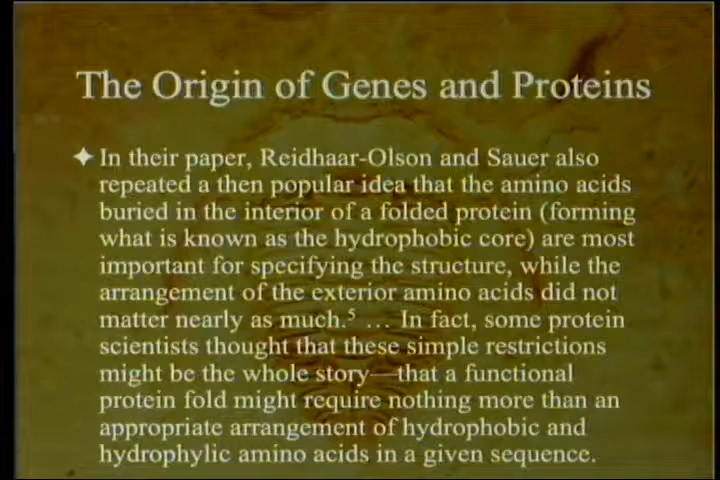 The Origin of Genes and Proteins
✦ In their paper, Reidhaar-Olson and Sauer also
repeated a then popular idea that the amino acids
buried in the interior of a folded protein (forming
what is known as the hydrophobic core) are most
important for specifying the structure, while the
arrangement of the exterior amino acids did not
matter nearly as much.⁵ … In fact, some protein
scientists thought that these simple restrictions
might be the whole story—that a functional
protein fold might require nothing more than an
appropriate arrangement of hydrophobic and
hydrophylic amino acids in a given sequence.